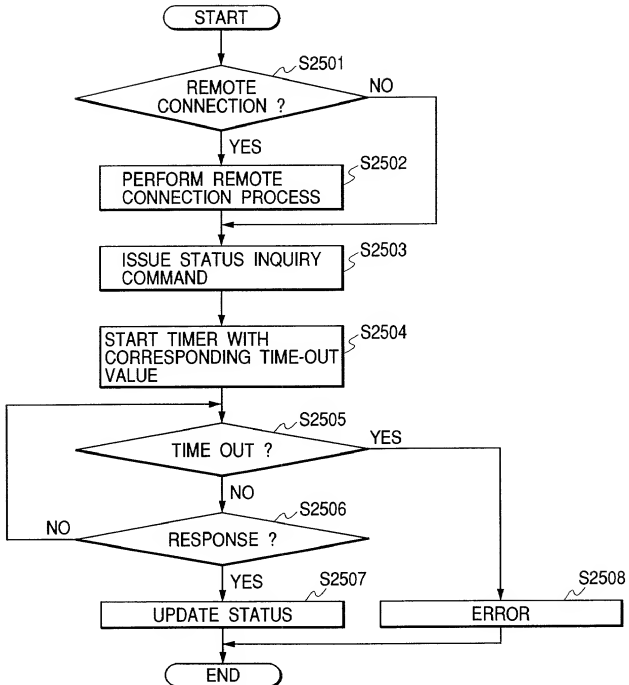 START
S2501
REMOTE
CONNECTION ?
NO
YES
S2502
PERFORM REMOTE
CONNECTION PROCESS
S2503
ISSUE STATUS INQUIRY
COMMAND
S2504
START TIMER WITH
CORRESPONDING TIME-OUT
VALUE
S2505
TIME OUT ?
YES
NO
S2506
RESPONSE ?
NO
YES
S2507
UPDATE STATUS
S2508
ERROR
END